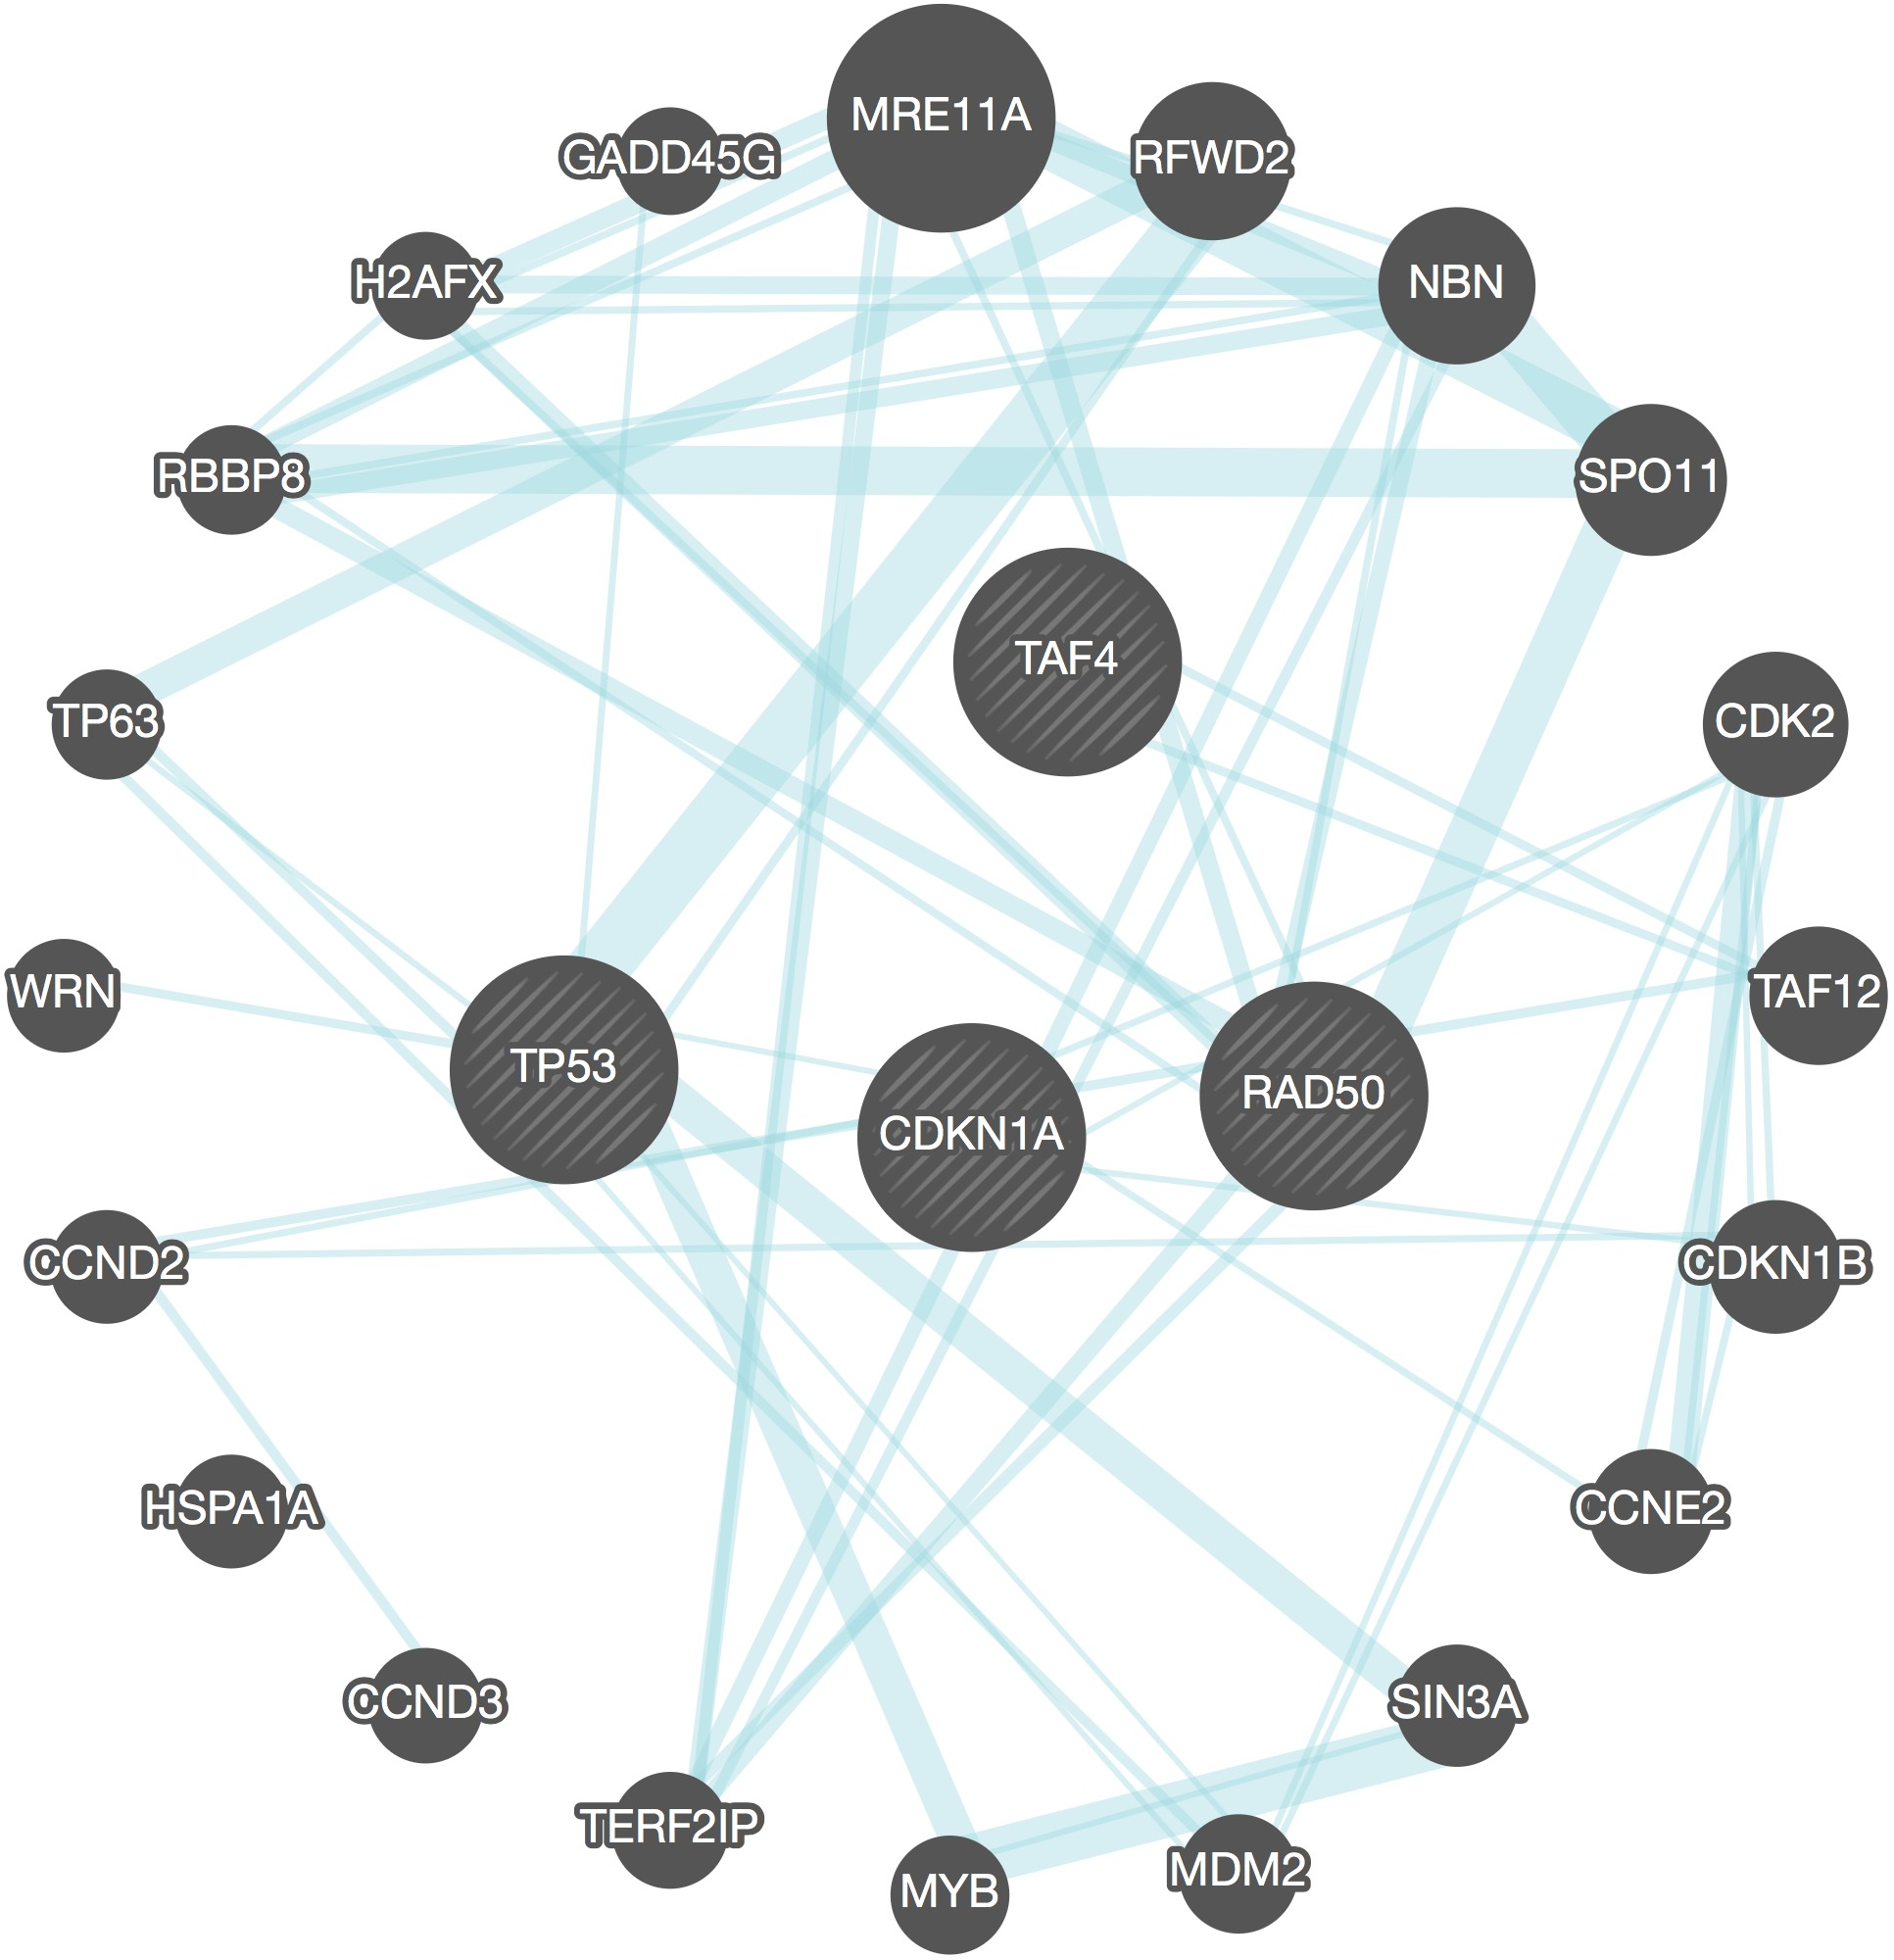 MRE11A
GADD45G
RFWD2
H2AFX
NBN
RBBP8
SPO11
TAF4
TP63
CDK2
WRN
TAF12
TP53
RAD50
CDKN1A
CCND2
CDKN1B
HSPA1A
CCNE2
CCND3
SIN3A
TERF2IP
MDM2
MYB